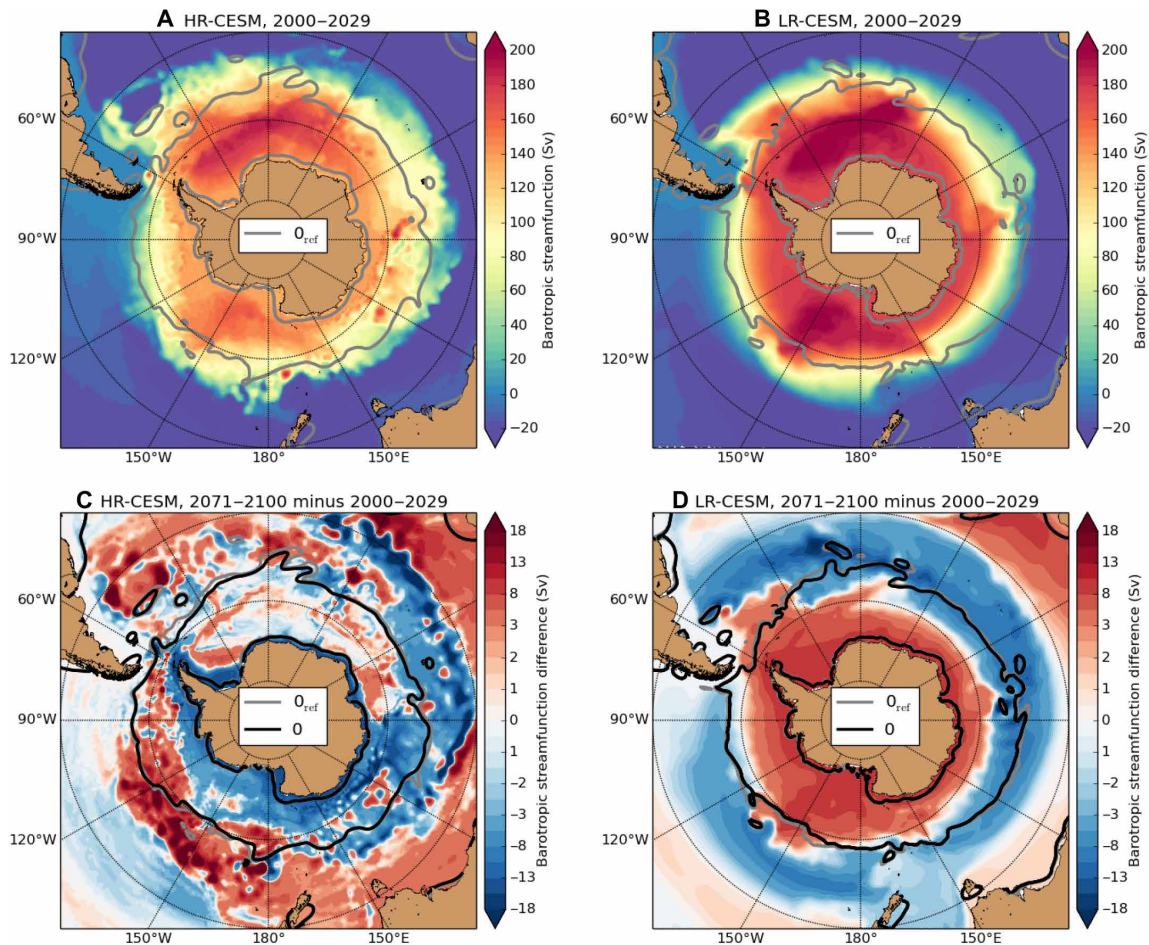 A HR-CESM, 2000−2029
60°W
90°W
120°W
150°W
180°
150°E
0ref
200
180
160
140
120
100
80
60
40
20
0
−20
Barotropic streamfunction (Sv)
B LR-CESM, 2000−2029
60°W
90°W
120°W
150°W
180°
150°E
0ref
200
180
160
140
120
100
80
60
40
20
0
−20
Barotropic streamfunction (Sv)
C HR-CESM, 2071−2100 minus 2000−2029
60°W
90°W
120°W
150°W
180°
150°E
0ref
0
18
13
8
3
2
1
0
−1
−2
−3
−8
−13
−18
Barotropic streamfunction difference (Sv)
D LR-CESM, 2071−2100 minus 2000−2029
60°W
90°W
120°W
150°W
180°
150°E
0ref
0
18
13
8
3
2
1
0
−1
−2
−3
−8
−13
−18
Barotropic streamfunction difference (Sv)